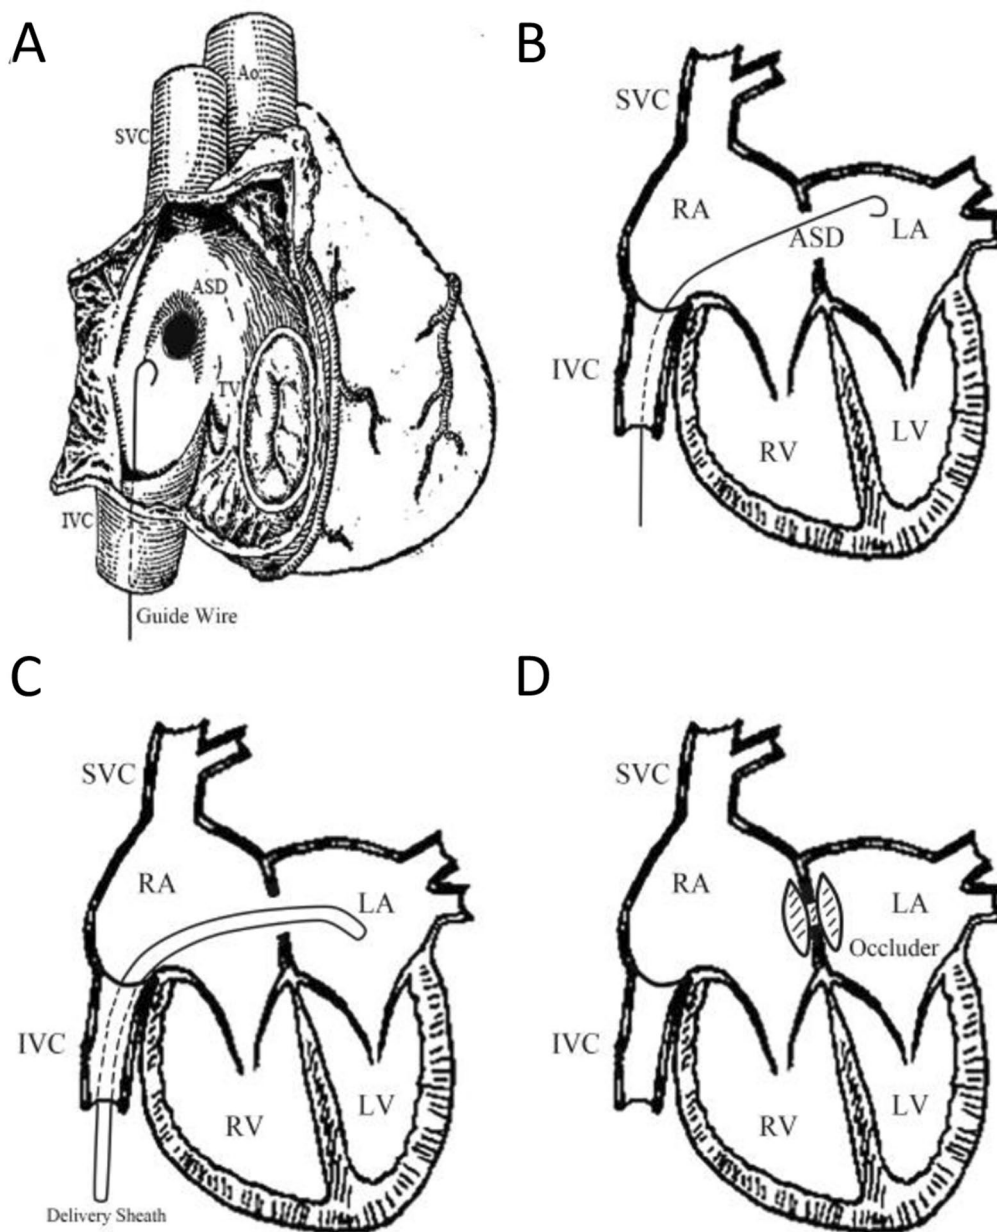 A
Ao
SVC
ASD
TV
IVC
Guide Wire
B
SVC
RA
ASD
LA
IVC
RV
LV
C
SVC
RA
LA
IVC
RV
LV
Delivery Sheath
D
SVC
RA
LA
Occluder
IVC
RV
LV